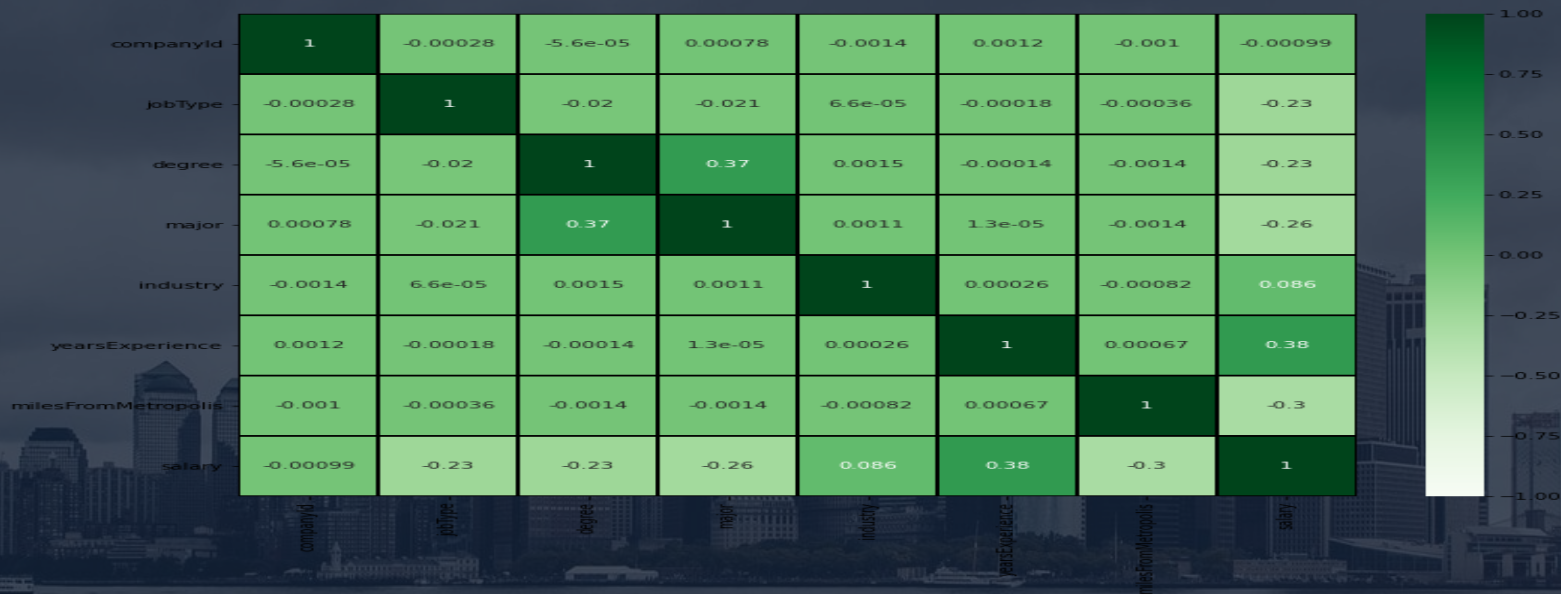 companyId 1 -0.00028 -5.6e-05 0.00078 -0.0014 0.0012 -0.001 -0.00099
jobType -0.00028 1 -0.02 -0.021 6.6e-05 -0.00018 -0.00036 -0.23
degree -5.6e-05 -0.02 1 0.37 0.0015 -0.00014 -0.0014 -0.23
major 0.00078 -0.021 0.37 1 0.0011 1.3e-05 -0.0014 -0.26
industry -0.0014 6.6e-05 0.0015 0.0011 1 0.00026 -0.00082 0.086
yearsExperience 0.0012 -0.00018 -0.00014 1.3e-05 0.00026 1 0.00067 0.38
milesFromMetropolis -0.001 -0.00036 -0.0014 -0.0014 -0.00082 0.00067 1 -0.3
salary -0.00099 -0.23 -0.23 -0.26 0.086 0.38 -0.3 1
companyId jobType degree major industry yearsExperience milesFromMetropolis salary
1.00
0.75
0.50
0.25
0.00
−0.25
−0.50
−0.75
−1.00